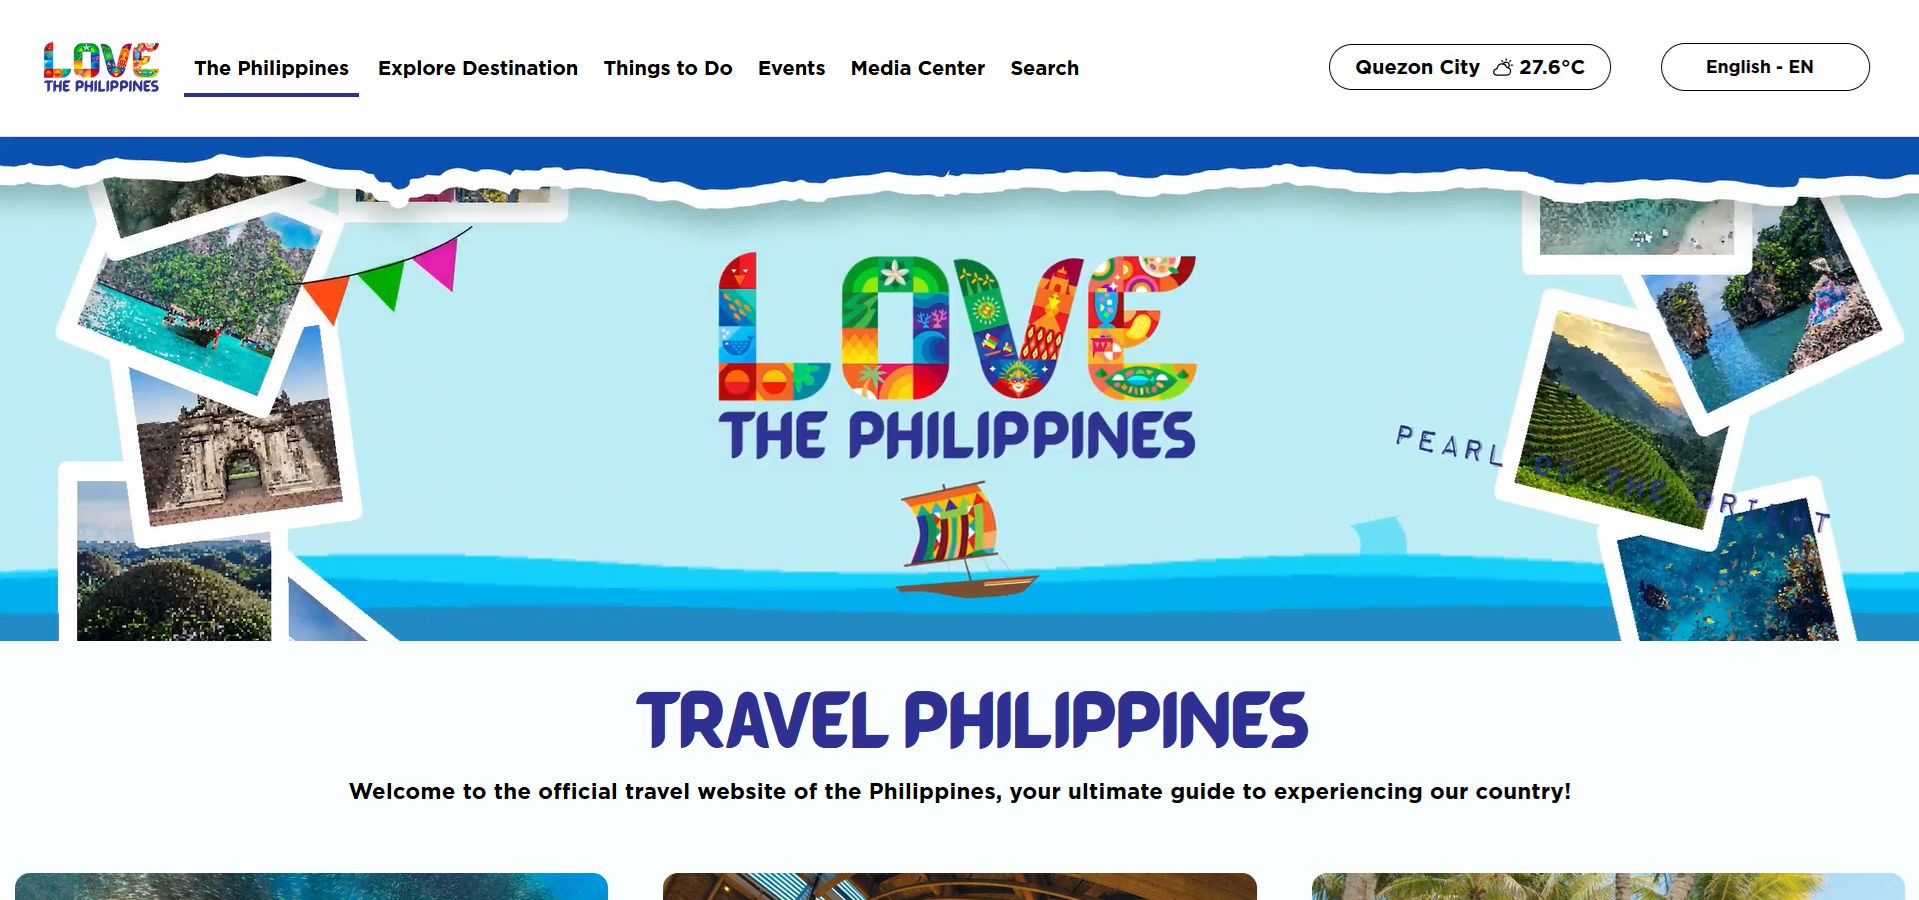 LOVE
THE PHILIPPINES
The Philippines
Explore Destination
Things to Do
Events
Media Center
Search
Quezon City 27.6°C
English - EN
LOVE
THE PHILIPPINES
PEARL OF THE ORIENT
TRAVEL PHILIPPINES
Welcome to the official travel website of the Philippines, your ultimate guide to experiencing our country!